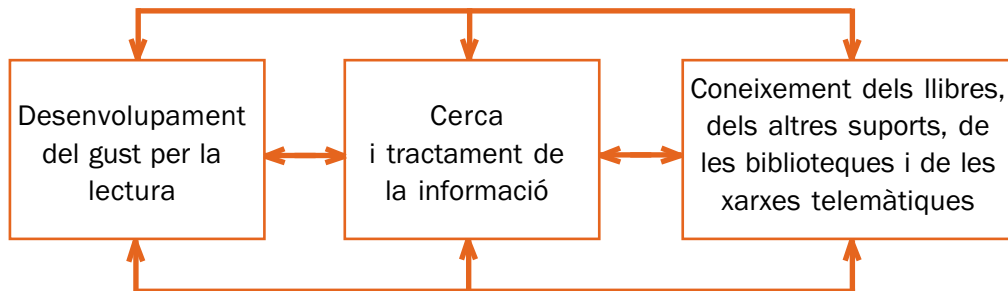 Desenvolupament
del gust per la
lectura
Cerca
i tractament de
la informació
Coneixement dels llibres,
dels altres suports, de
les biblioteques i de les
xarxes telemàtiques